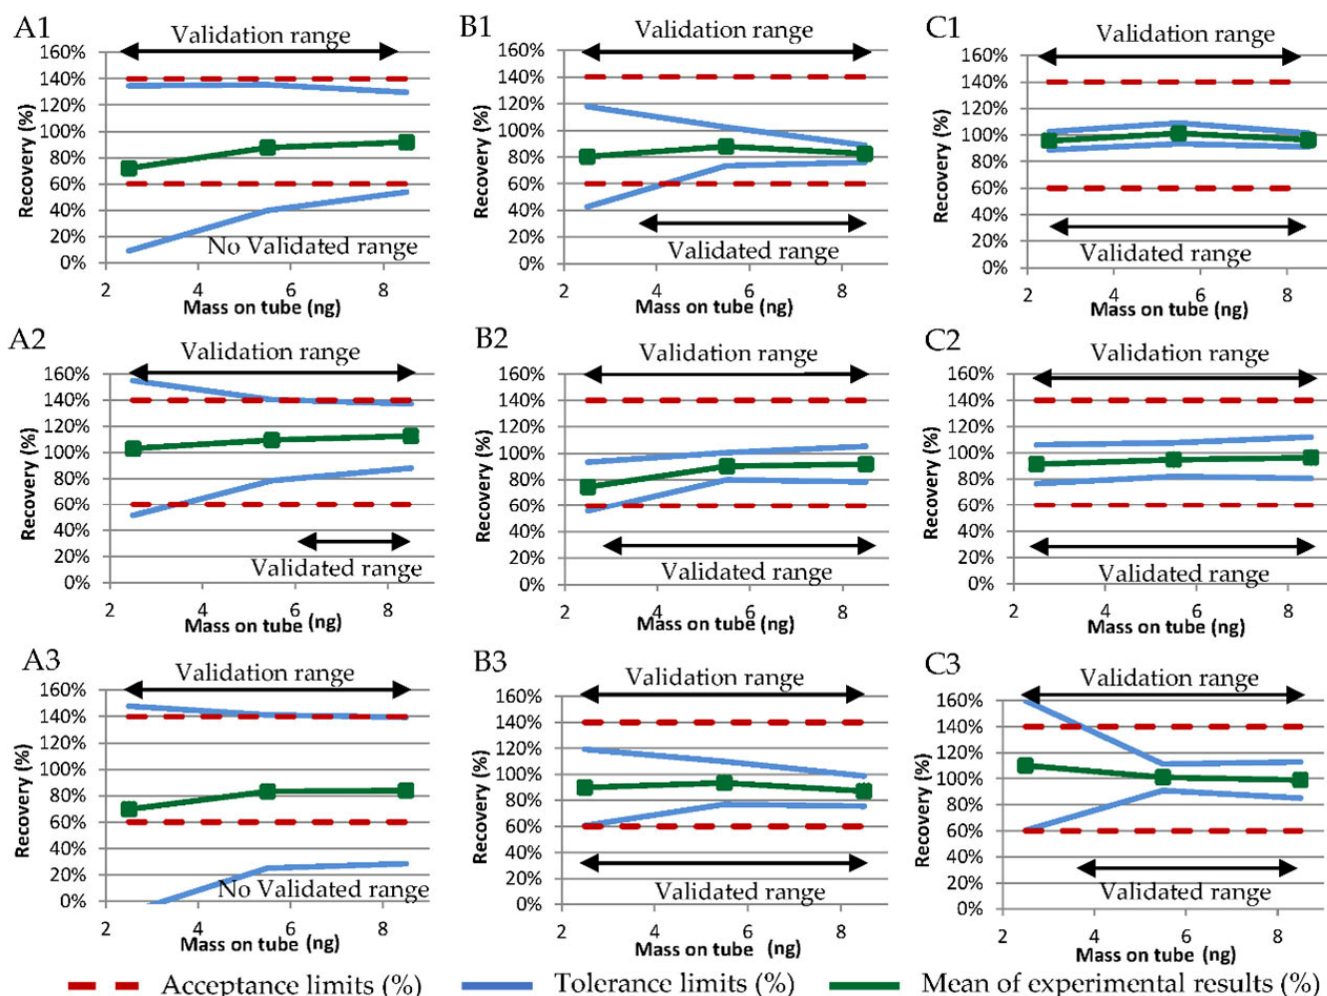 A1
Validation range
Recovery (%)
160%
140%
120%
100%
80%
60%
40%
20%
0%
No Validated range
2 4 6 8
Mass on tube (ng)
B1
Validation range
Recovery (%)
160%
140%
120%
100%
80%
60%
40%
20%
0%
Validated range
2 4 6 8
Mass on tube (ng)
C1
Validation range
Recovery (%)
160%
140%
120%
100%
80%
60%
40%
20%
0%
Validated range
2 4 6 8
Mass on tube (ng)
A2
Validation range
Recovery (%)
160%
140%
120%
100%
80%
60%
40%
20%
0%
Validated range
2 4 6 8
Mass on tube (ng)
B2
Validation range
Recovery (%)
160%
140%
120%
100%
80%
60%
40%
20%
0%
Validated range
2 4 6 8
Mass on tube (ng)
C2
Validation range
Recovery (%)
160%
140%
120%
100%
80%
60%
40%
20%
0%
Validated range
2 4 6 8
Mass on tube (ng)
A3
Validation range
Recovery (%)
160%
140%
120%
100%
80%
60%
40%
20%
0%
No Validated range
2 4 6 8
Mass on tube (ng)
B3
Validation range
Recovery (%)
160%
140%
120%
100%
80%
60%
40%
20%
0%
Validated range
2 4 6 8
Mass on tube (ng)
C3
Validation range
Recovery (%)
160%
140%
120%
100%
80%
60%
40%
20%
0%
Validated range
2 4 6 8
Mass on tube (ng)
Acceptance limits (%) Tolerance limits (%) Mean of experimental results (%)